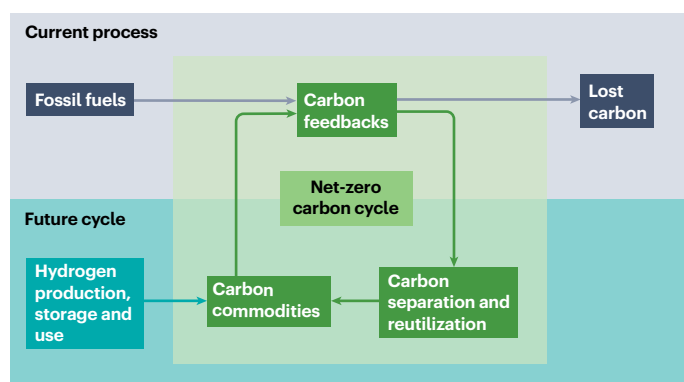 Current process
Fossil fuels
Carbon
feedbacks
Lost
carbon
Net-zero
carbon cycle
Future cycle
Hydrogen
production,
storage and
use
Carbon
commodities
Carbon
separation and
reutilization